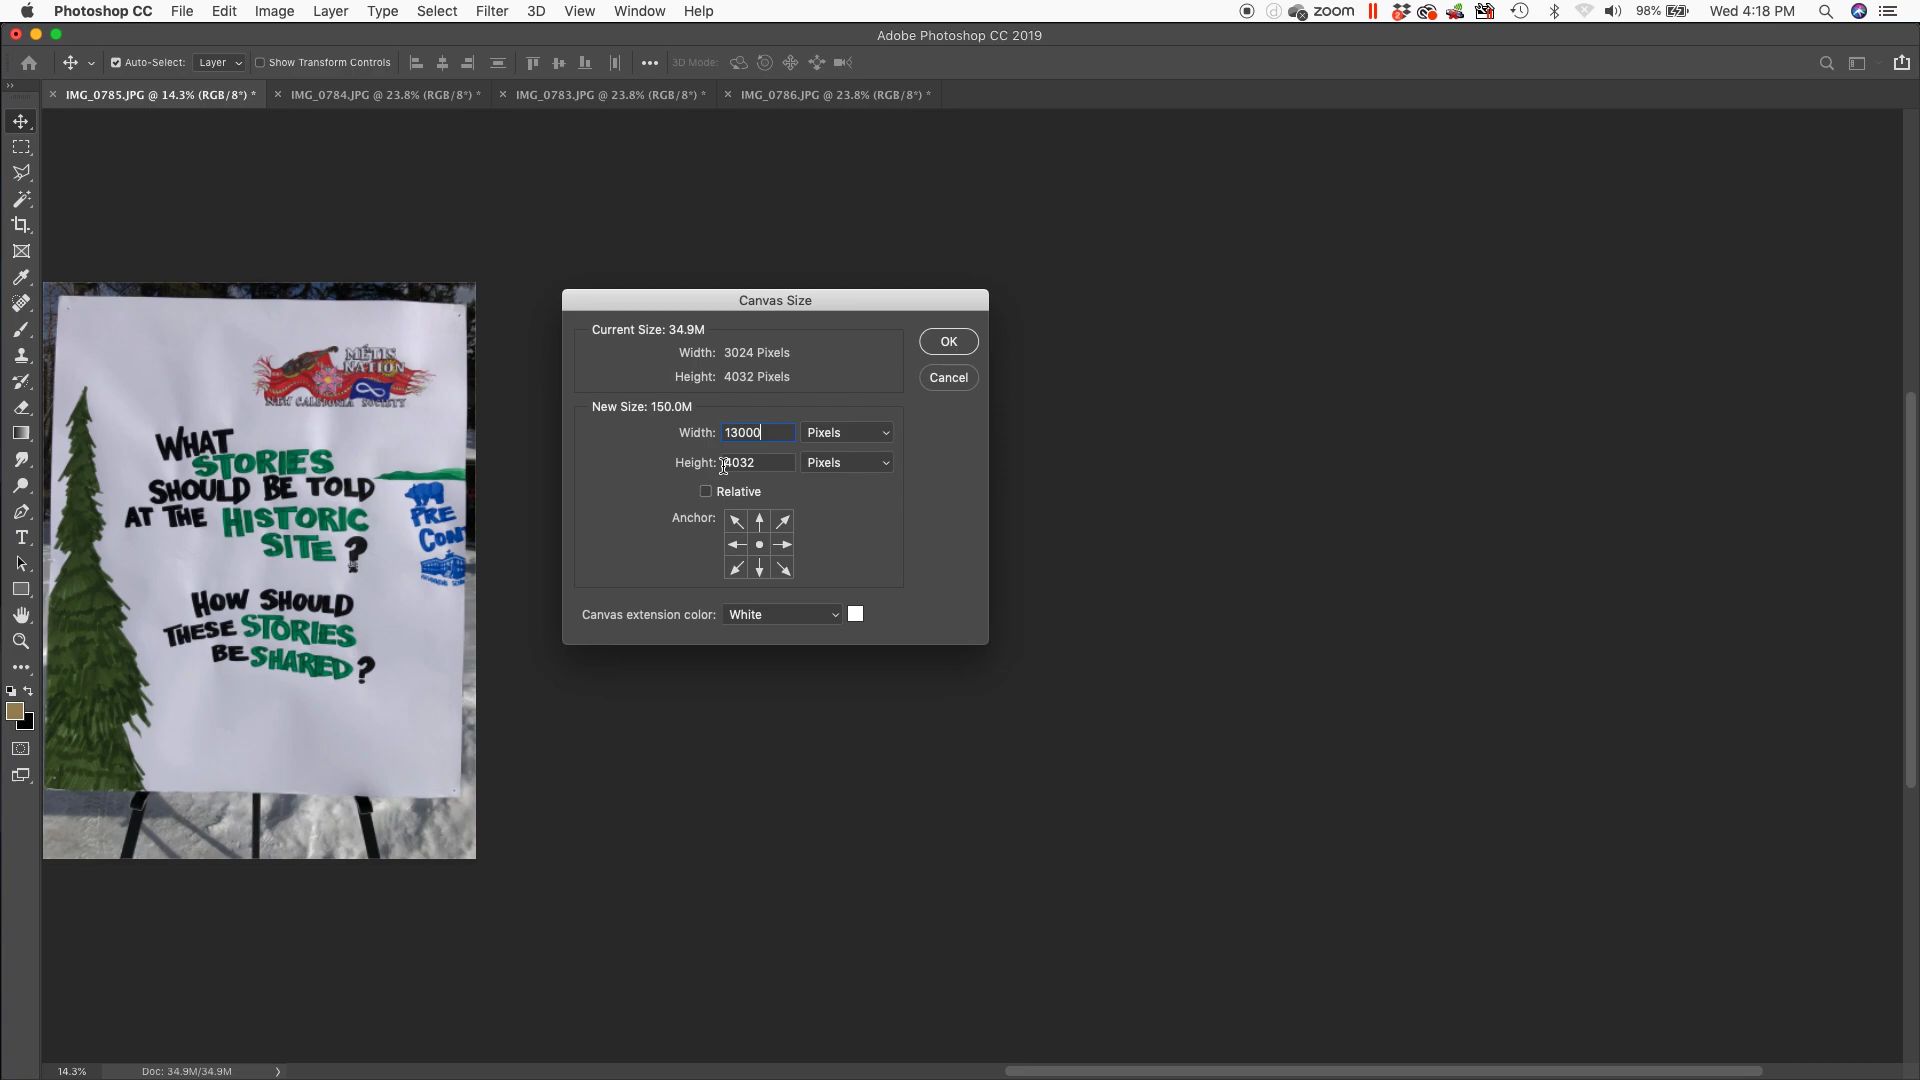 Photoshop CC File Edit Image Layer Type Select Filter 3D View Window Help
zoom 98% Wed 4:18 PM
Adobe Photoshop CC 2019
Auto-Select: Layer Show Transform Controls 3D Mode:
IMG_0785.JPG @ 14.3% (RGB/8*) * IMG_0784.JPG @ 23.8% (RGB/8*) * IMG_0783.JPG @ 23.8% (RGB/8*) * IMG_0786.JPG @ 23.8% (RGB/8*) *
MÉTIS
NATION
NEW CALEDONIA SOCIETY
WHAT
STORIES
SHOULD BE TOLD
AT THE HISTORIC
SITE?
PRE
CONT
HOW SHOULD
THESE STORIES
BE SHARED?
Canvas Size
Current Size: 34.9M
Width: 3024 Pixels
Height: 4032 Pixels
OK
Cancel
New Size: 150.0M
Width: 13000 Pixels
Height: 4032 Pixels
Relative
Anchor:
Canvas extension color: White
14.3% Doc: 34.9M/34.9M